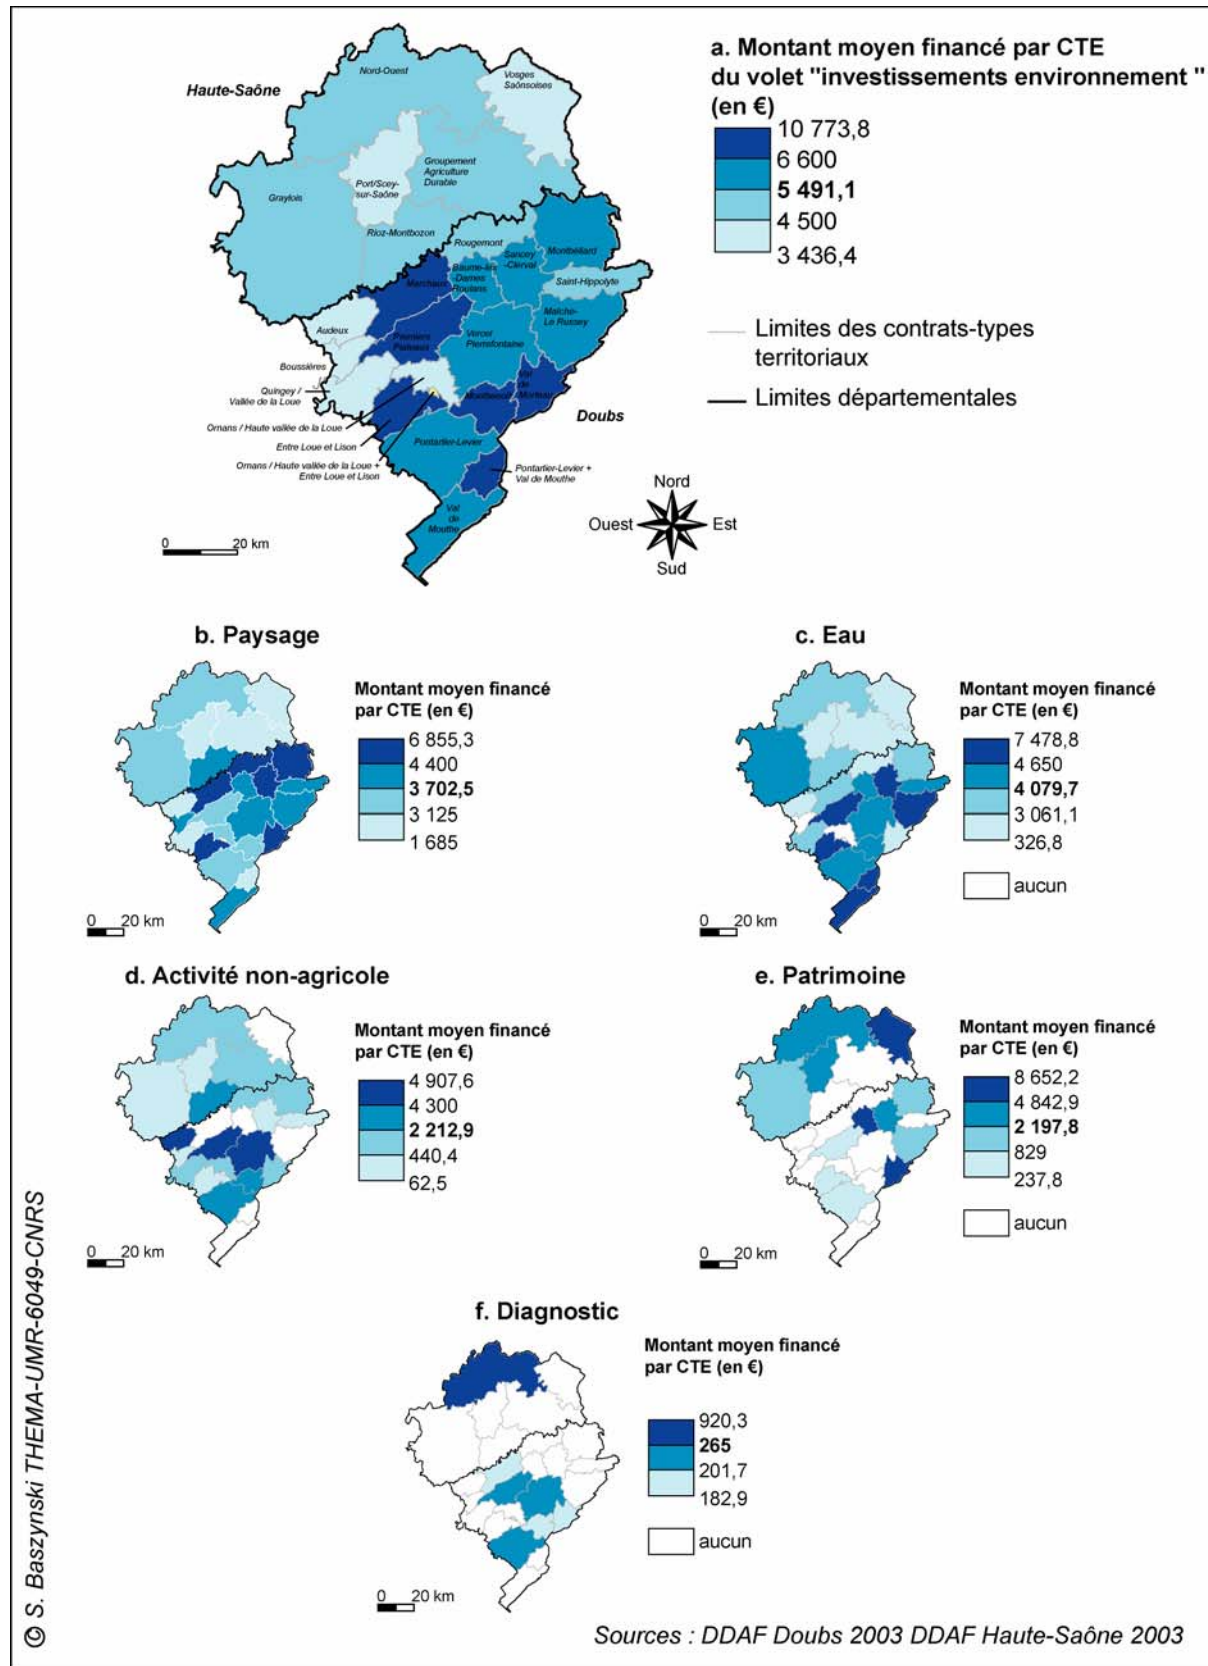 a. Montant moyen financé par CTE
du volet "investissements environnement "
(en €)
10 773,8
6 600
5 491,1
4 500
3 436,4
Limites des contrats-types
territoriaux
Limites départementales
Haute-Saône
Nord-Ouest
Vosges
Saônsoises
Groupement
Agriculture
Durable
Port/Scey-
sur-Saône
Graylois
Rioz-Montbozon
Rougemont
Sancey
-Clerval
Montbéliard
Baume-les
-Dames
Roulans
Saint-Hippolyte
Marchaux
Maîche-
Le Russey
Audeux
Premiers
Plateaux
Vercel
Pierrefontaine
Boussières
Quingey /
Vallée de la Loue
Val
de
Morteau
Montbenoit
Doubs
Ornans / Haute vallée de la Loue
Entre Loue et Lison
Pontarlier-Levier
Ornans / Haute vallée de la Loue +
Entre Loue et Lison
Pontarlier-Levier +
Val de Mouthe
Val
de
Mouthe
Nord
Ouest
Est
Sud
0 20 km
b. Paysage
Montant moyen financé
par CTE (en €)
6 855,3
4 400
3 702,5
3 125
1 685
0 20 km
c. Eau
Montant moyen financé
par CTE (en €)
7 478,8
4 650
4 079,7
3 061,1
326,8
aucun
0 20 km
d. Activité non-agricole
Montant moyen financé
par CTE (en €)
4 907,6
4 300
2 212,9
440,4
62,5
0 20 km
e. Patrimoine
Montant moyen financé
par CTE (en €)
8 652,2
4 842,9
2 197,8
829
237,8
aucun
0 20 km
f. Diagnostic
Montant moyen financé
par CTE (en €)
920,3
265
201,7
182,9
aucun
0 20 km
© S. Baszynski THEMA-UMR-6049-CNRS
Sources : DDAF Doubs 2003 DDAF Haute-Saône 2003